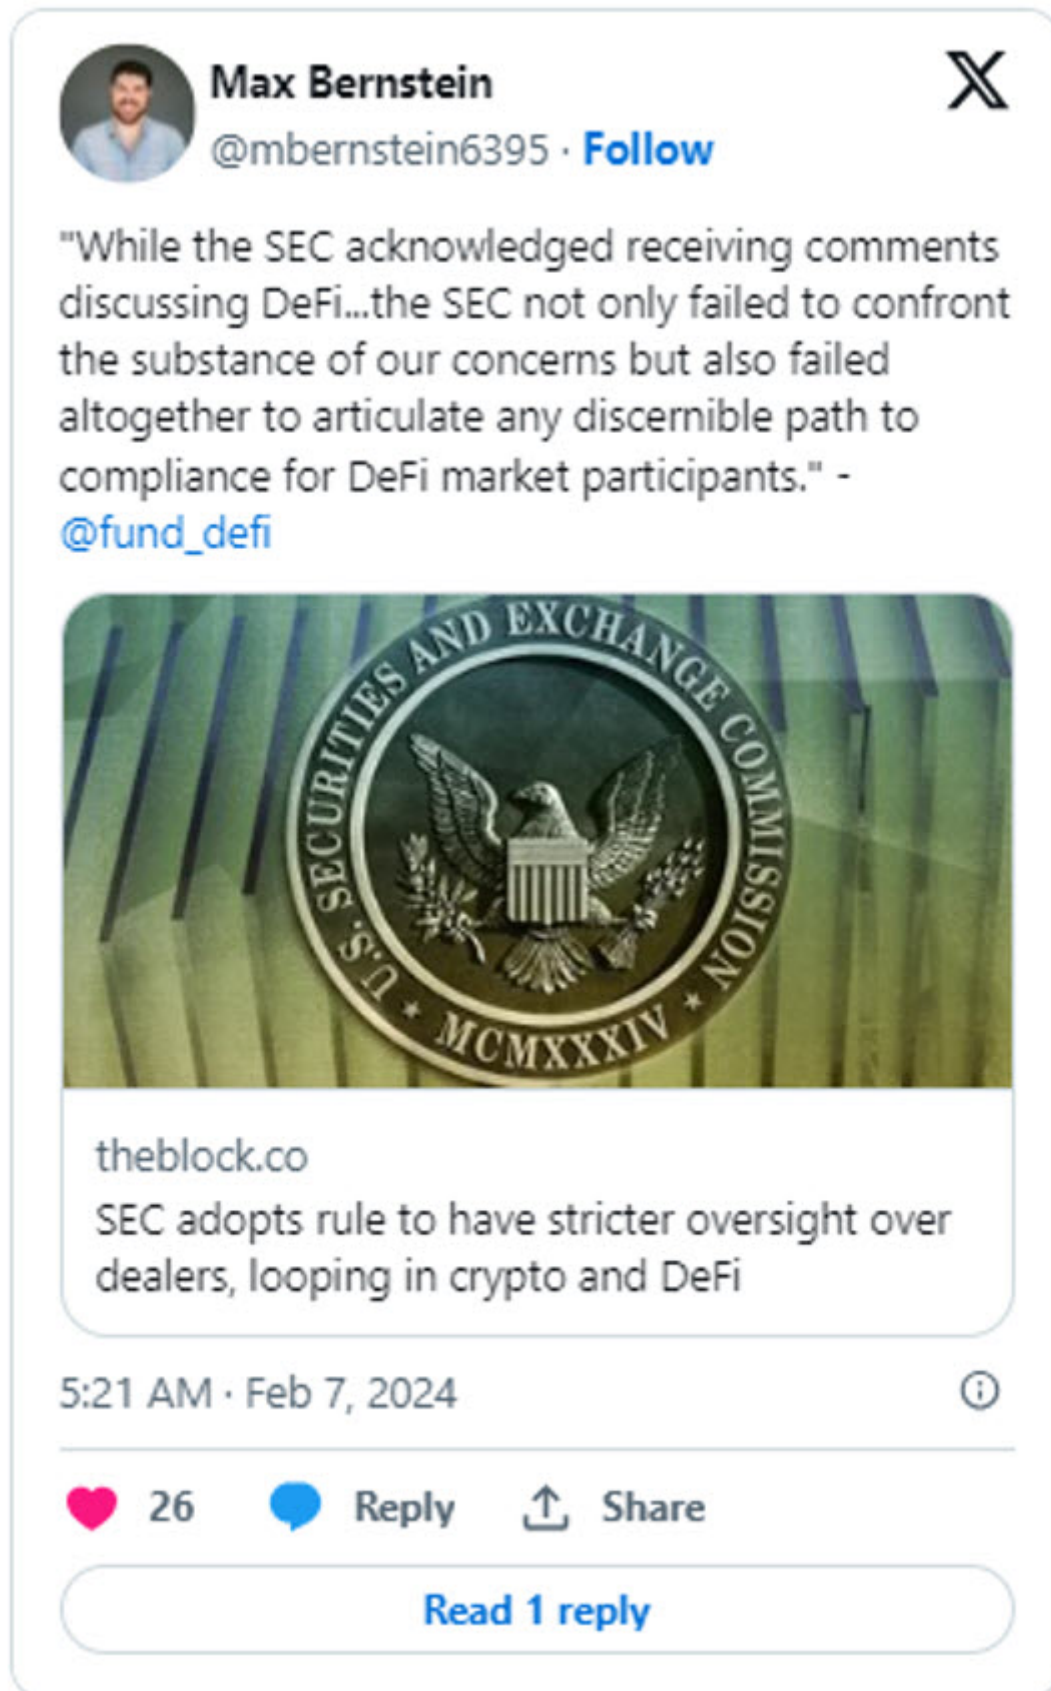 Max Bernstein
@mbernstein6395 · Follow
"While the SEC acknowledged receiving comments
discussing DeFi...the SEC not only failed to confront
the substance of our concerns but also failed
altogether to articulate any discernible path to
compliance for DeFi market participants." -
@fund_defi
U.S. SECURITIES AND EXCHANGE COMMISSION
MCMXXXIV
theblock.co
SEC adopts rule to have stricter oversight over
dealers, looping in crypto and DeFi
5:21 AM · Feb 7, 2024
26 Reply Share
Read 1 reply